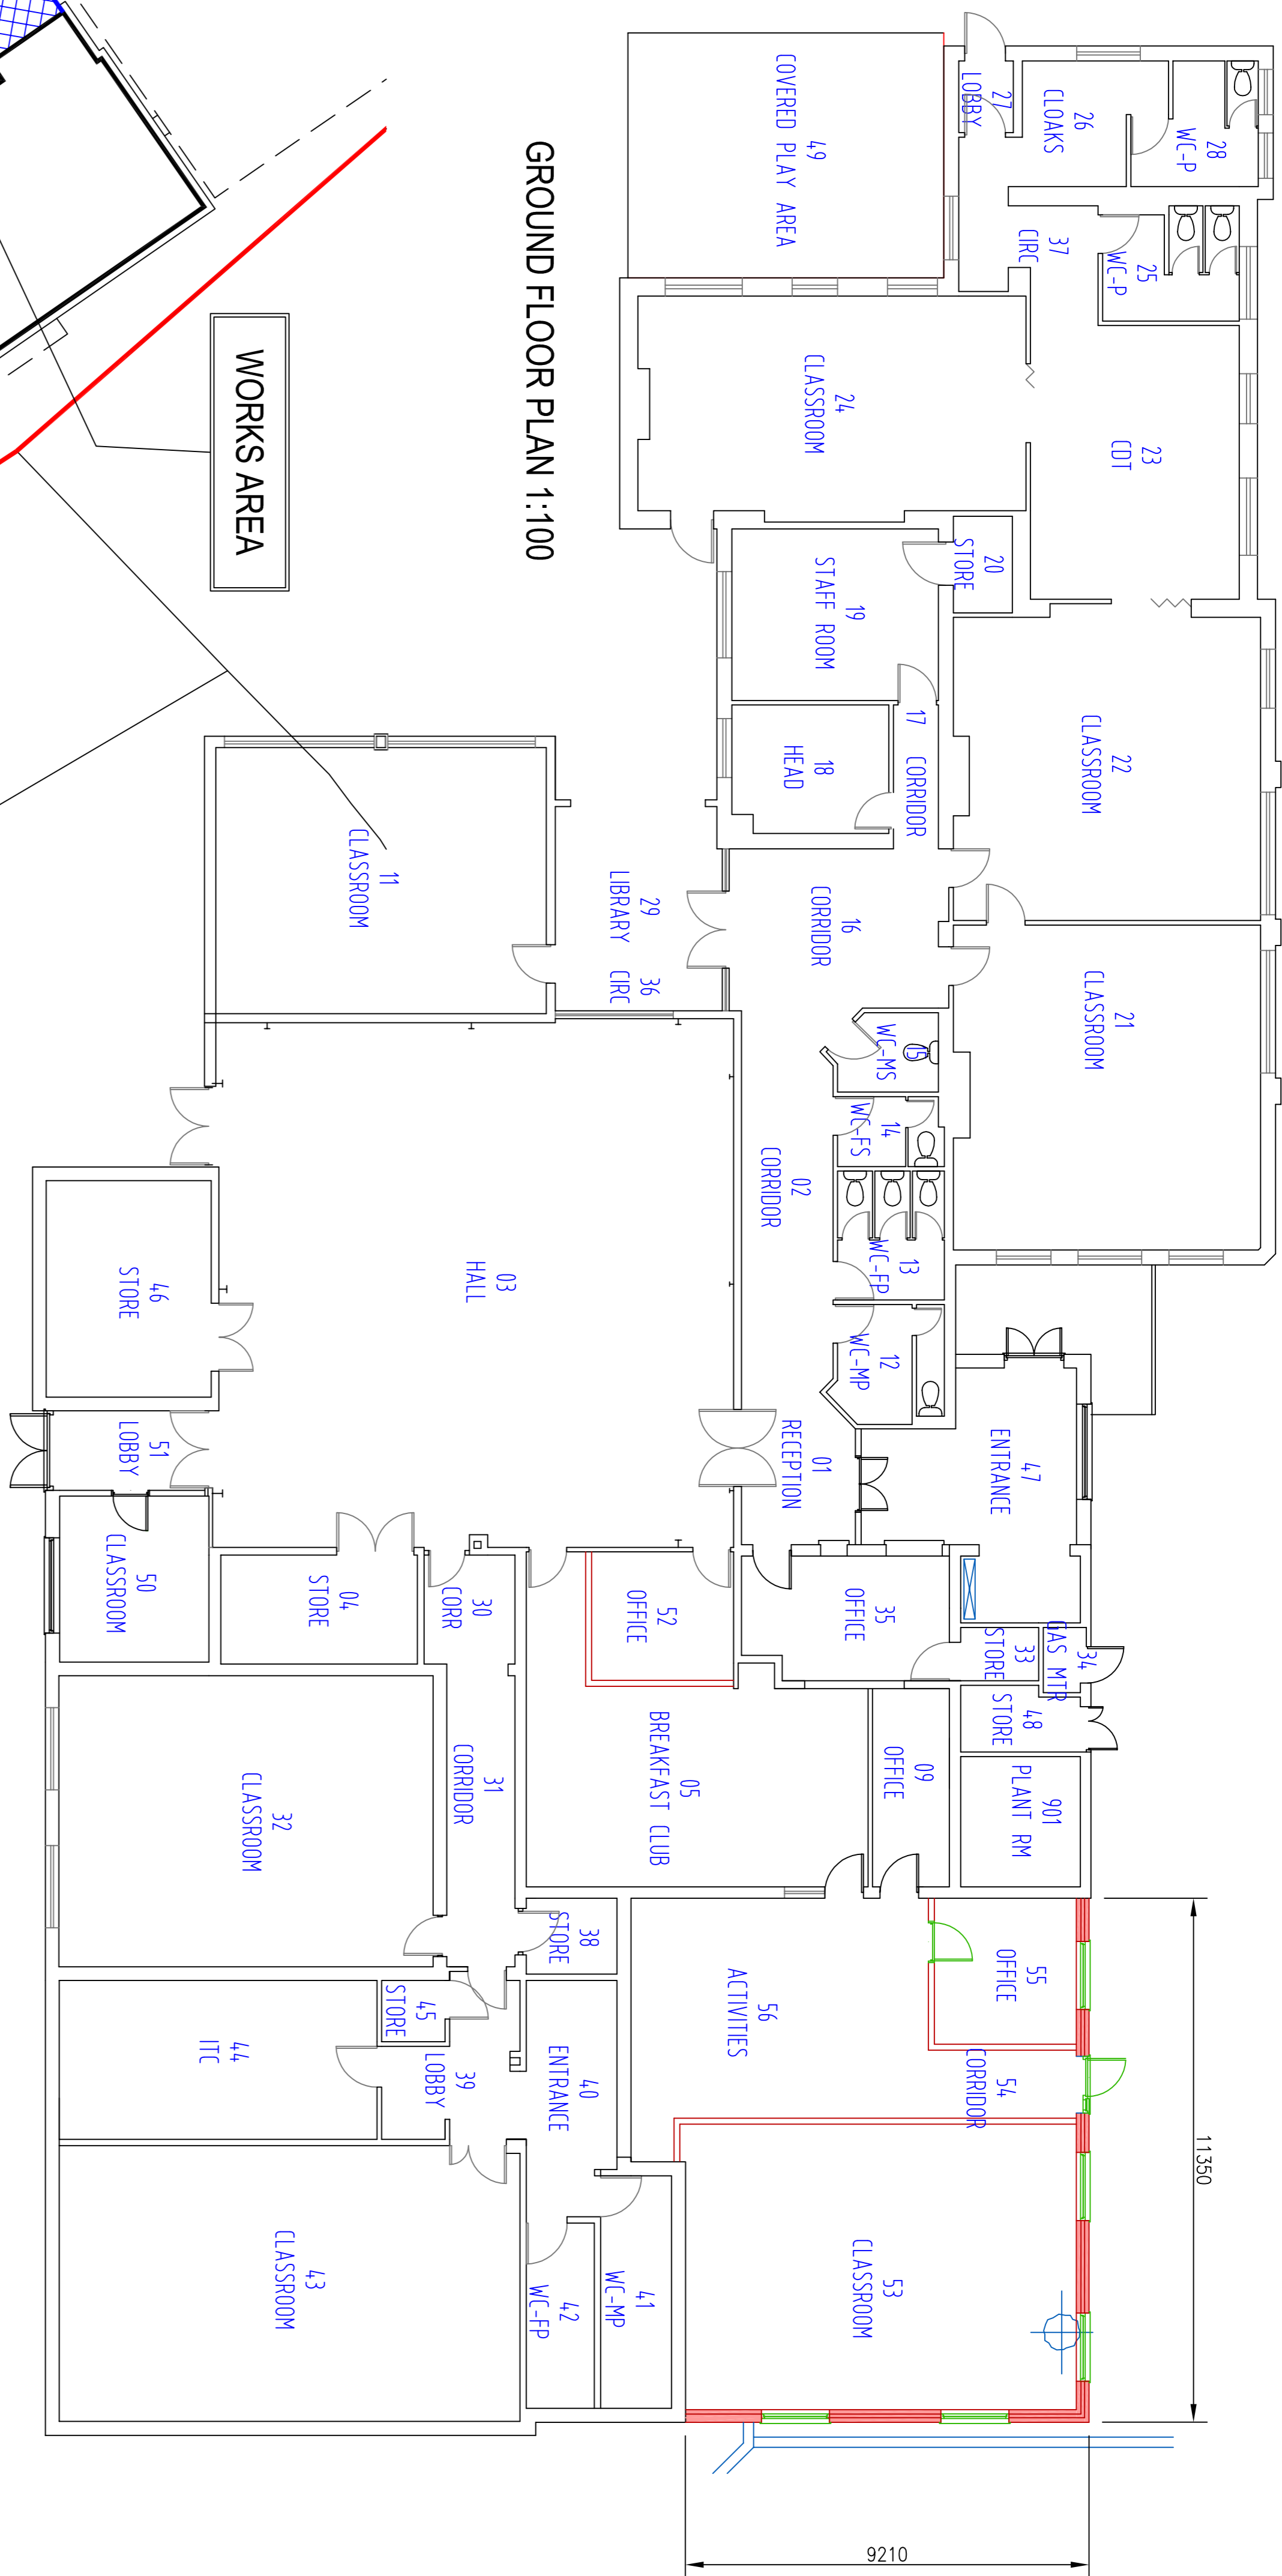 GROUND FLOOR PLAN 1:100
WORKS AREA
28
WC-P
26
CLOAKS
27
LOBBY
49
COVERED PLAY AREA
25
WC-P
37
CIRC
23
CDT
24
CLASSROOM
20
STORE
19
STAFF ROOM
22
CLASSROOM
17 CORRIDOR
18
HEAD
11
CLASSROOM
16
CORRIDOR
29
LIBRARY
36
CIRC
21
CLASSROOM
15
WC-MS
14
WC-FS
02
CORRIDOR
13
WC-FP
12
WC-MP
03
HALL
46
STORE
47
ENTRANCE
01
RECEPTION
51
LOBBY
50
CLASSROOM
04
STORE
30
CORR
52
OFFICE
35
OFFICE
33
STORE
34
GAS MTR
48
STORE
901
PLANT RM
09
OFFICE
05
BREAKFAST CLUB
31
CORRIDOR
32
CLASSROOM
38
STORE
45
STORE
44
ITC
39
LOBBY
40
ENTRANCE
56
ACTIVITIES
55
OFFICE
54
CORRIDOR
53
CLASSROOM
41
WC-MP
42
WC-FP
43
CLASSROOM
11350
9210